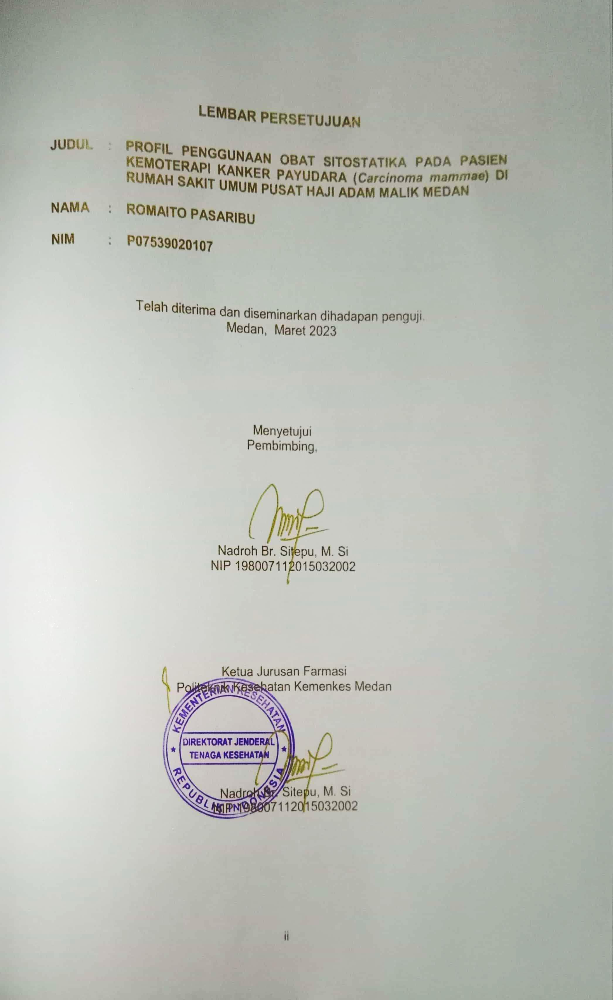 LEMBAR PERSETUJUAN
JUDUL : PROFIL PENGGUNAAN OBAT SITOSTATIKA PADA PASIEN
KEMOTERAPI KANKER PAYUDARA (Carcinoma mammae) DI
RUMAH SAKIT UMUM PUSAT HAJI ADAM MALIK MEDAN
NAMA : ROMAITO PASARIBU
NIM : P07539020107
Telah diterima dan diseminarkan dihadapan penguji.
Medan, Maret 2023
Menyetujui
Pembimbing,
Nadroh Br. Sitepu, M. Si
NIP 198007112015032002
Ketua Jurusan Farmasi
Politeknik Kesehatan Kemenkes Medan
KEMENTERIAN KESEHATAN
DIREKTORAT JENDERAL
TENAGA KESEHATAN
REPUBLIK INDONESIA
Nadroh Br. Sitepu, M. Si
NIP 198007112015032002
ii